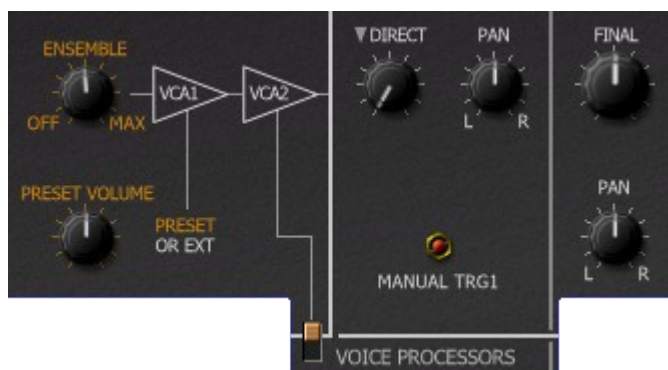 ENSEMBLE
OFF MAX
VCA1
VCA2
▼DIRECT
PAN
L R
FINAL
PRESET VOLUME
PRESET
OR EXT
MANUAL TRG1
PAN
L R
VOICE PROCESSORS